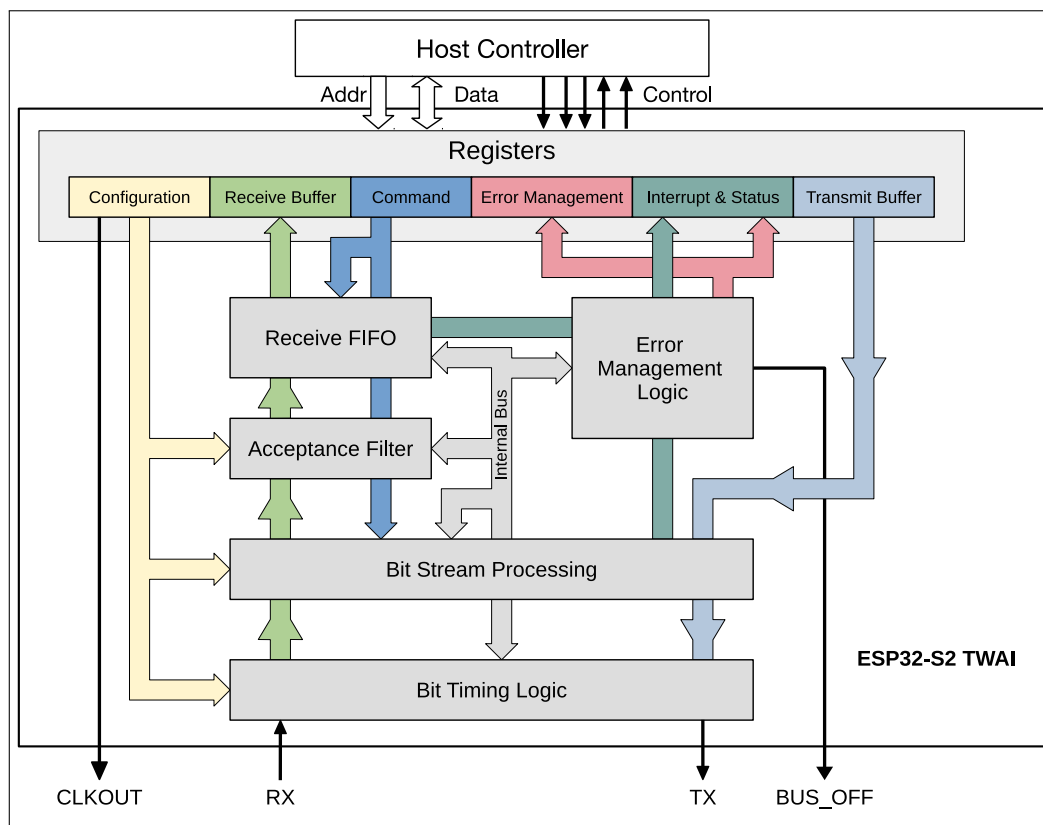 Host Controller
Addr
Data
Control
Registers
Configuration
Receive Buffer
Command
Error Management
Interrupt & Status
Transmit Buffer
Receive FIFO
Error
Management
Logic
Internal Bus
Acceptance Filter
Bit Stream Processing
ESP32-S2 TWAI
Bit Timing Logic
CLKOUT
RX
TX
BUS_OFF